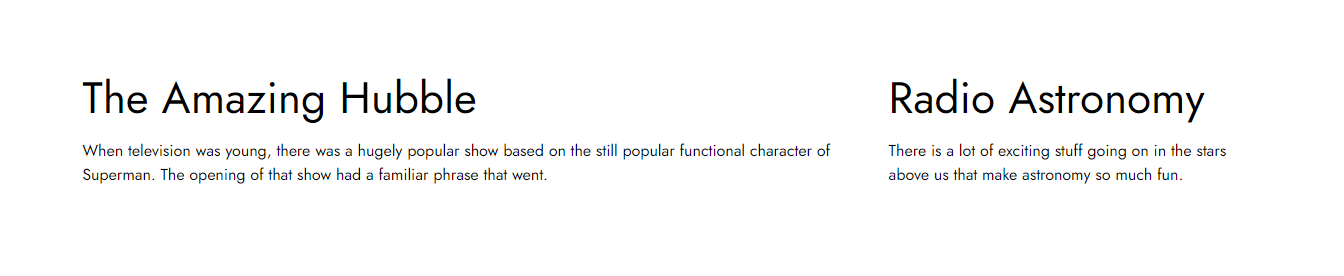 The Amazing Hubble
When television was young, there was a hugely popular show based on the still popular functional character of
Superman. The opening of that show had a familiar phrase that went.
Radio Astronomy
There is a lot of exciting stuff going on in the stars
above us that make astronomy so much fun.